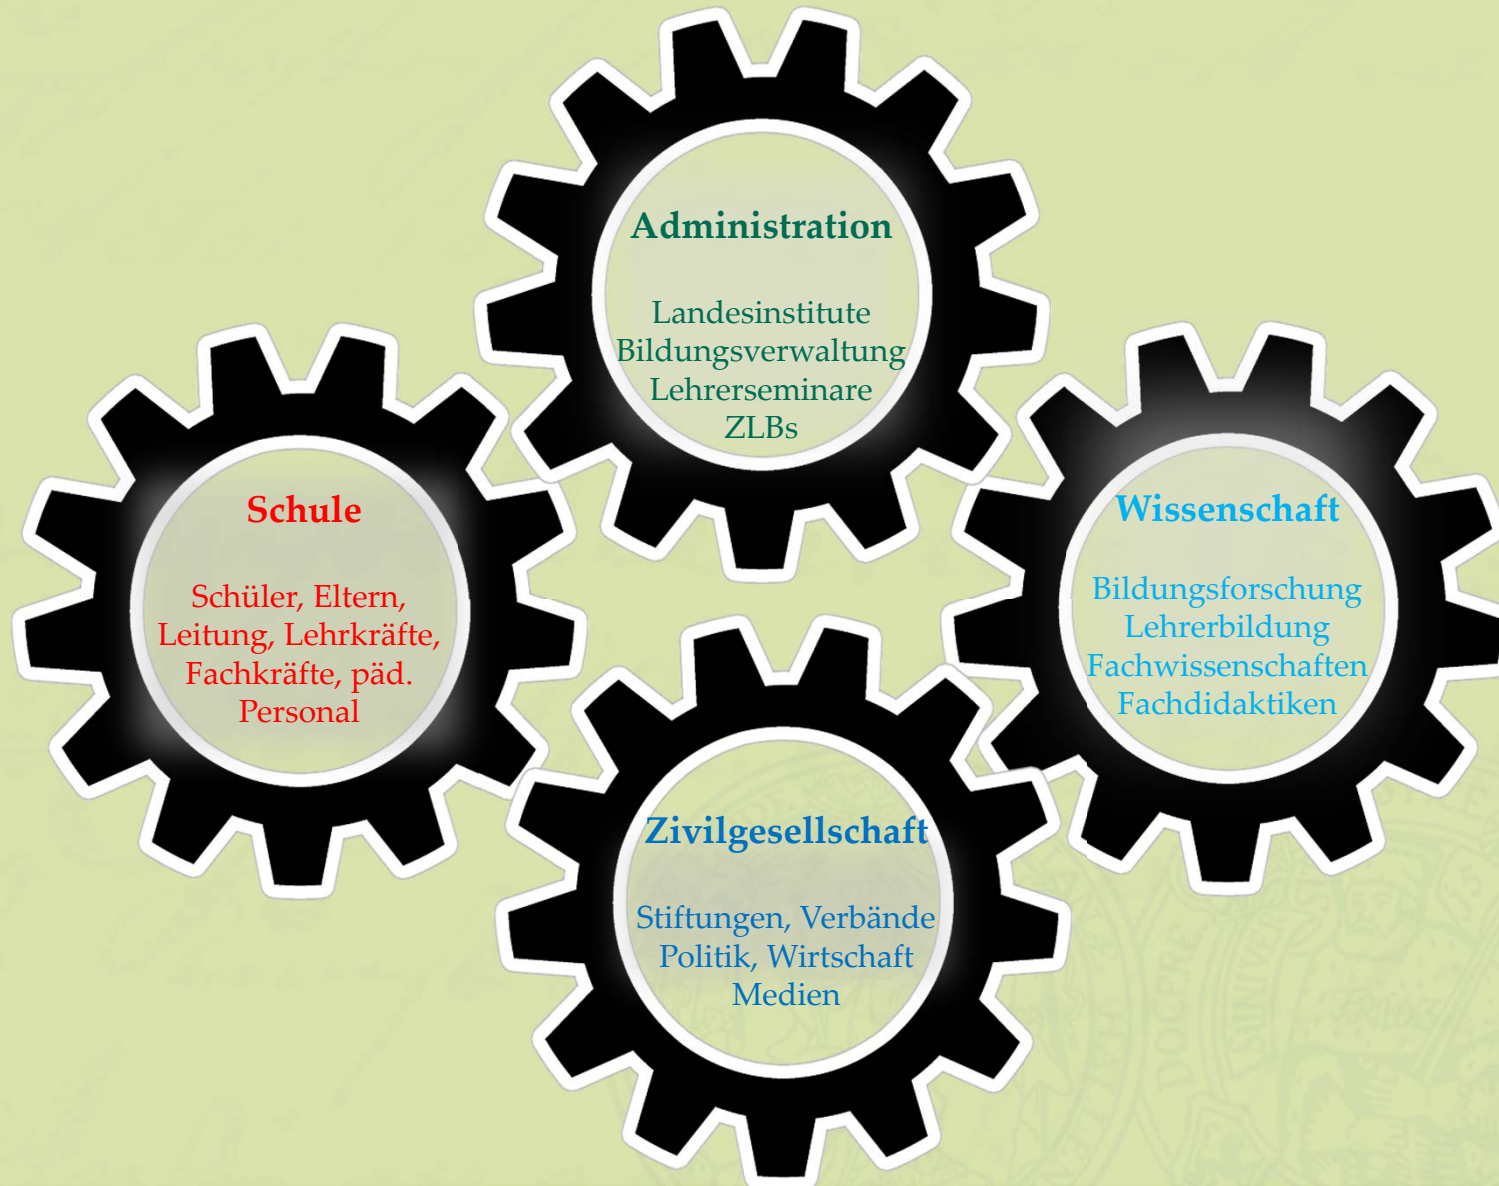 Administration
Landesinstitute
Bildungsverwaltung
Lehrerseminare
ZLBs
Schule
Schüler, Eltern,
Leitung, Lehrkräfte,
Fachkräfte, päd.
Personal
Wissenschaft
Bildungsforschung
Lehrerbildung
Fachwissenschaften
Fachdidaktiken
Zivilgesellschaft
Stiftungen, Verbände
Politik, Wirtschaft
Medien
DOCERE